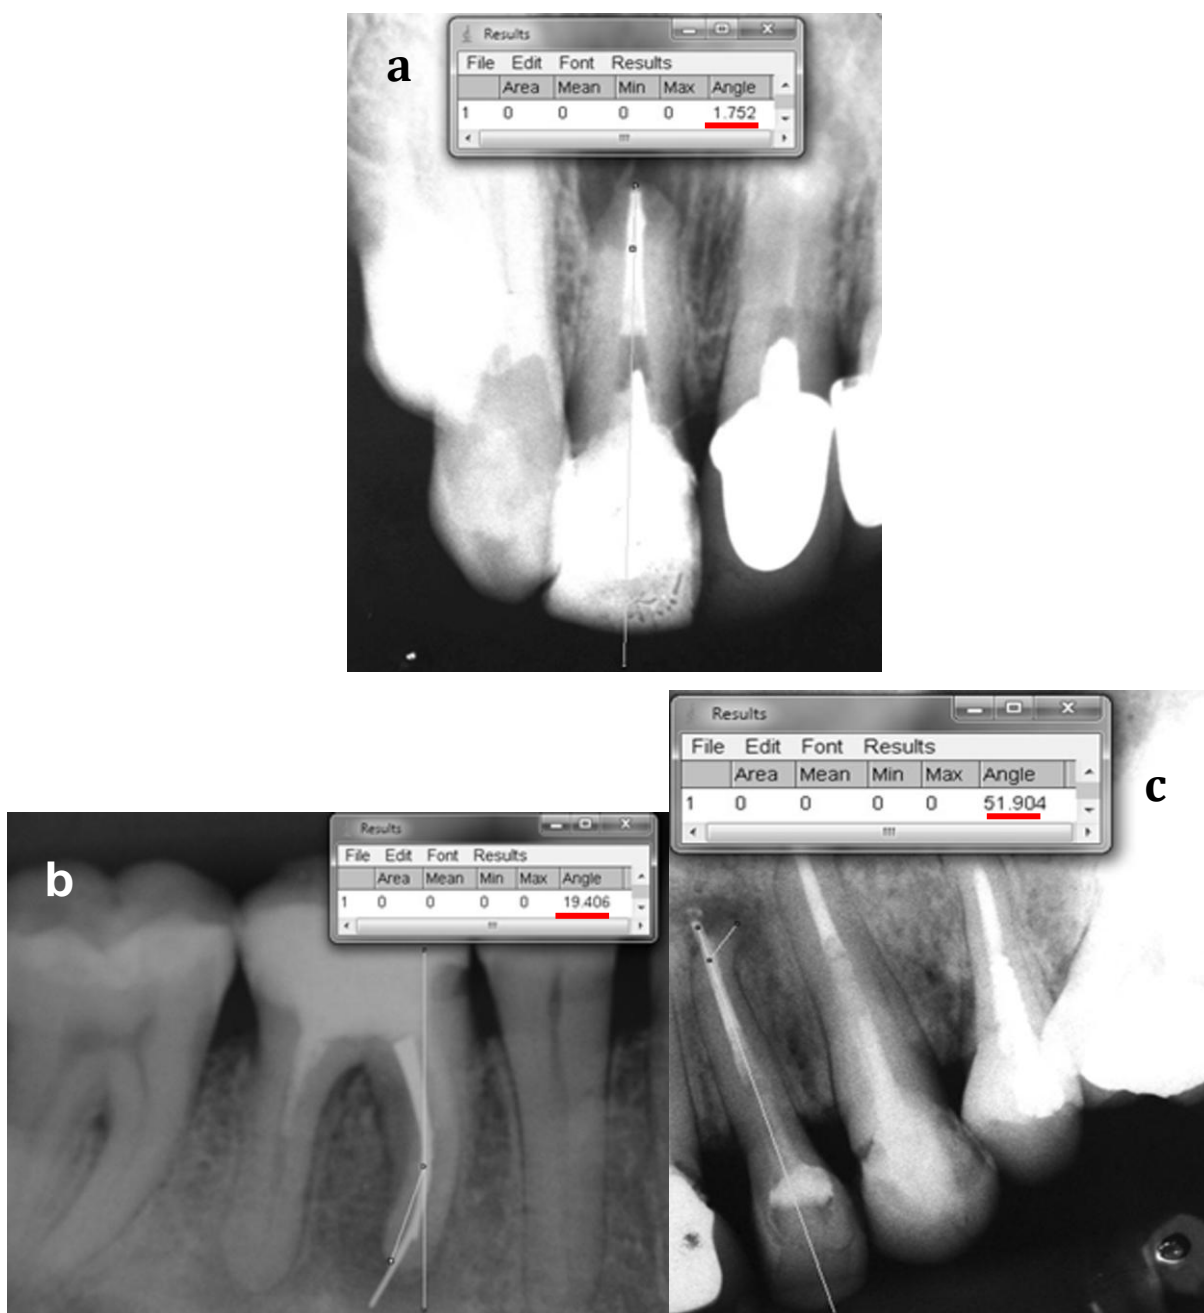 a
Results
File Edit Font Results
Area Mean Min Max Angle
1 0 0 0 0 1.752
b
Results
File Edit Font Results
Area Mean Min Max Angle
1 0 0 0 0 19.406
c
Results
File Edit Font Results
Area Mean Min Max Angle
1 0 0 0 0 51.904